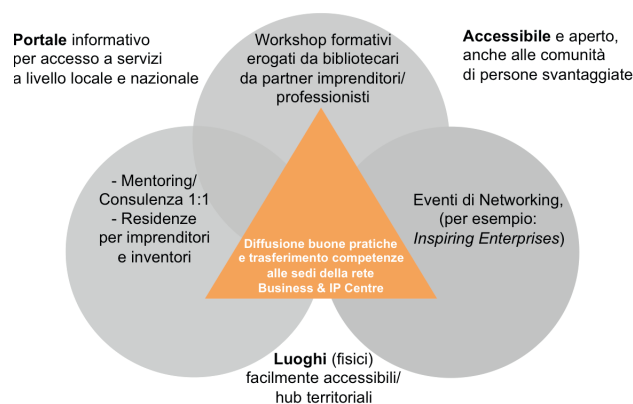 Portale informativo
per accesso a servizi
a livello locale e nazionale
Workshop formativi
erogati da bibliotecari
da partner imprenditori/
professionisti
Accessibile e aperto,
anche alle comunità
di persone svantaggiate
- Mentoring/
Consulenza 1:1
- Residenze
per imprenditori
e inventori
Eventi di Networking,
(per esempio:
Inspiring Enterprises)
Diffusione buone pratiche
e trasferimento competenze
alle sedi della rete
Business & IP Centre
Luoghi (fisici)
facilmente accessibili/
hub territoriali